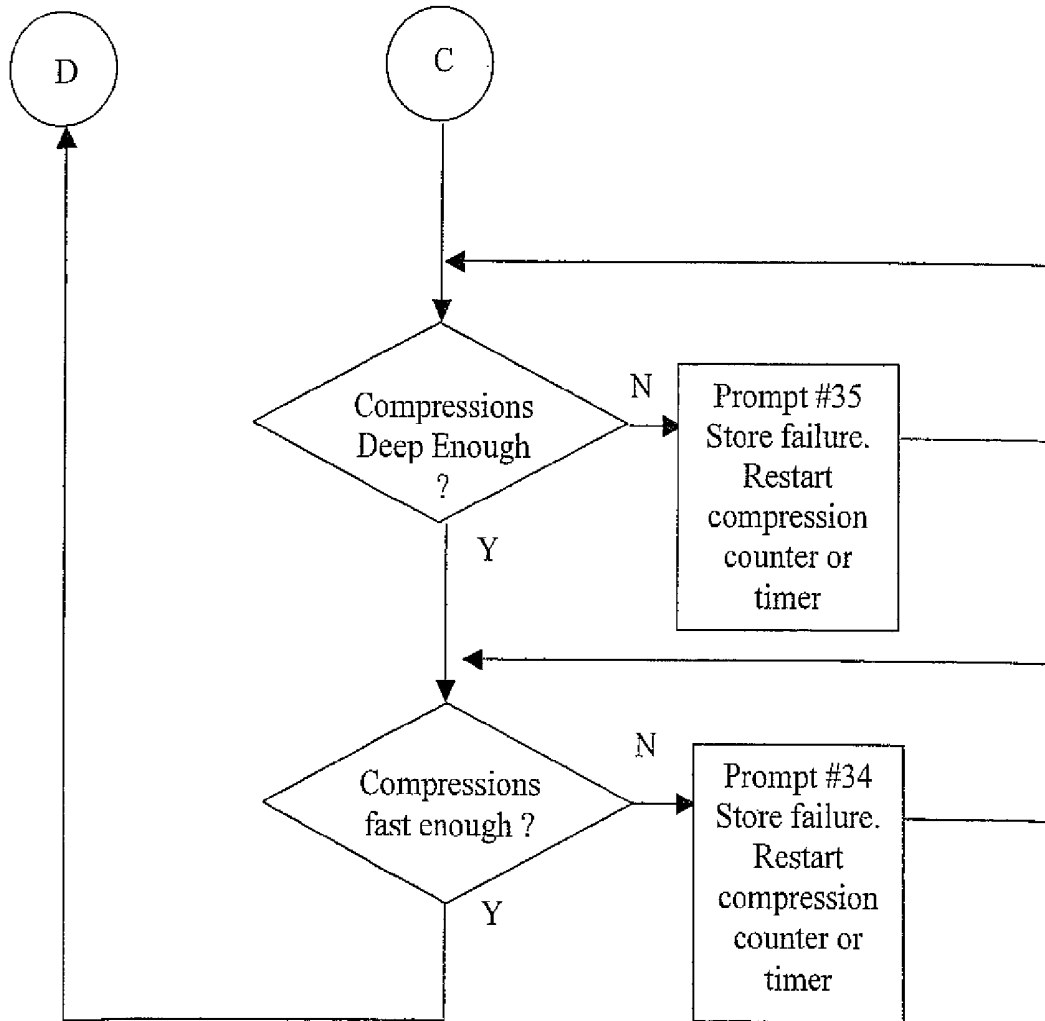 D
C
Compressions
Deep Enough
?
N
Prompt #35
Store failure.
Restart
compression
counter or
timer
Y
Compressions
fast enough ?
N
Prompt #34
Store failure.
Restart
compression
counter or
timer
Y